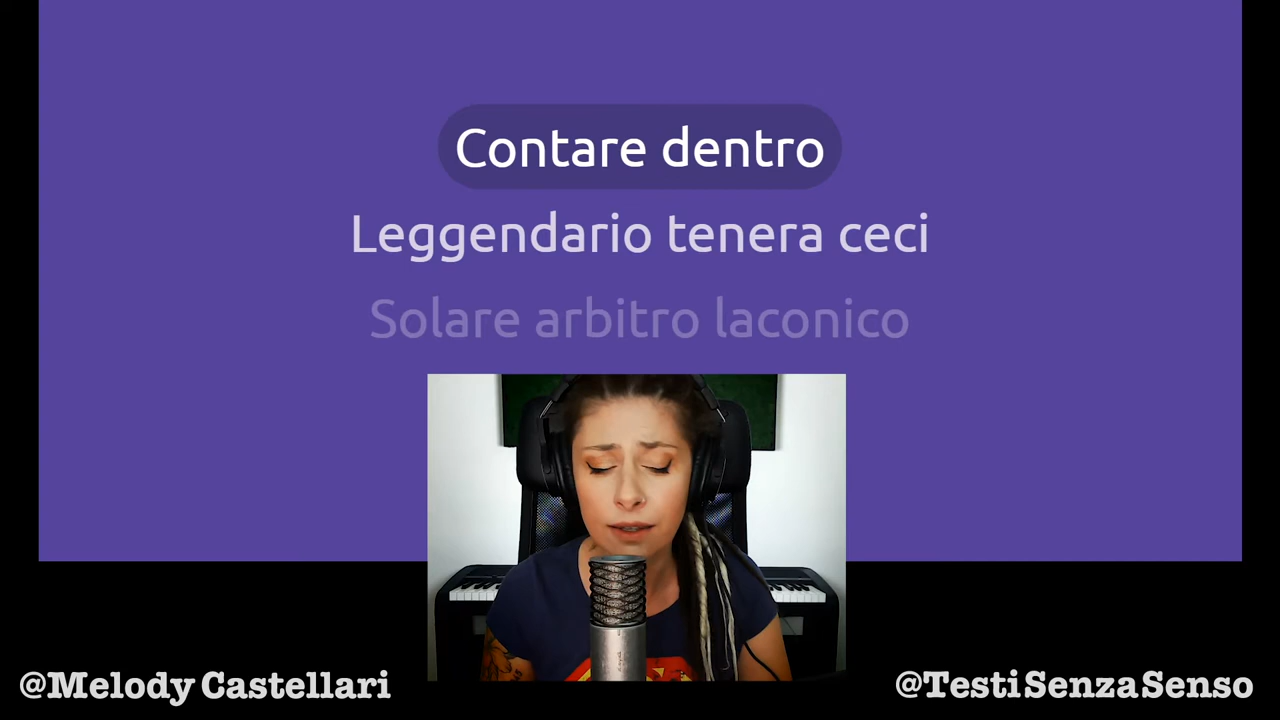 Contare dentro
Leggendario tenera ceci
Solare arbitro laconico
@Melody Castellari
@TestiSenzaSenso